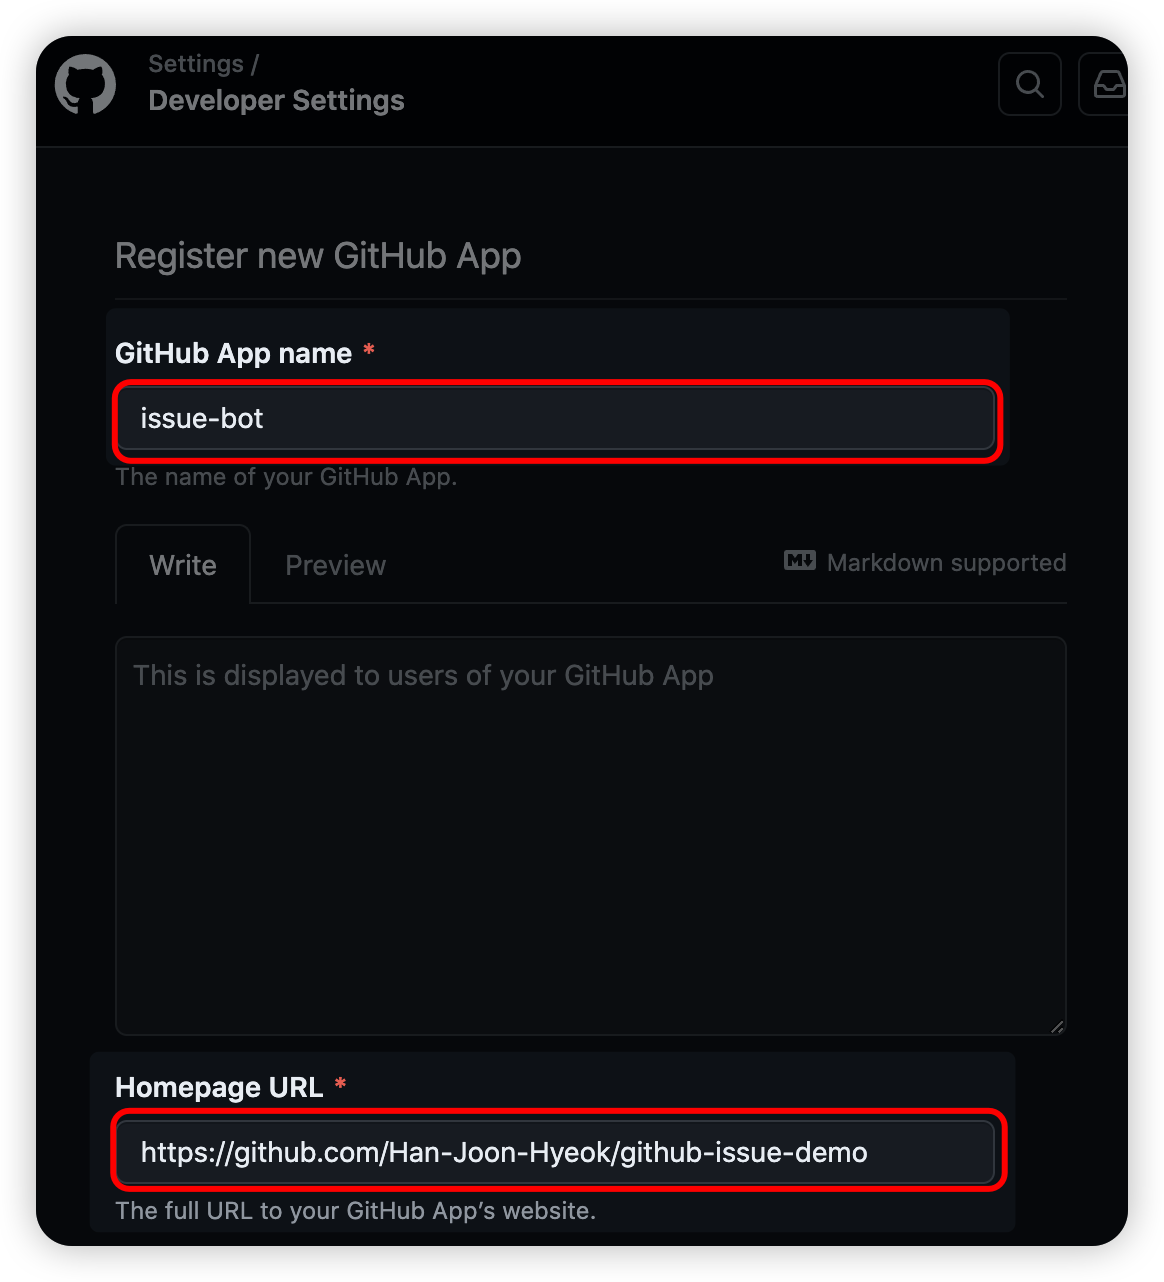 Settings /
Developer Settings
Register new GitHub App
GitHub App name *
issue-bot
The name of your GitHub App.
Write Preview Markdown supported
This is displayed to users of your GitHub App
Homepage URL *
https://github.com/Han-Joon-Hyeok/github-issue-demo
The full URL to your GitHub App’s website.